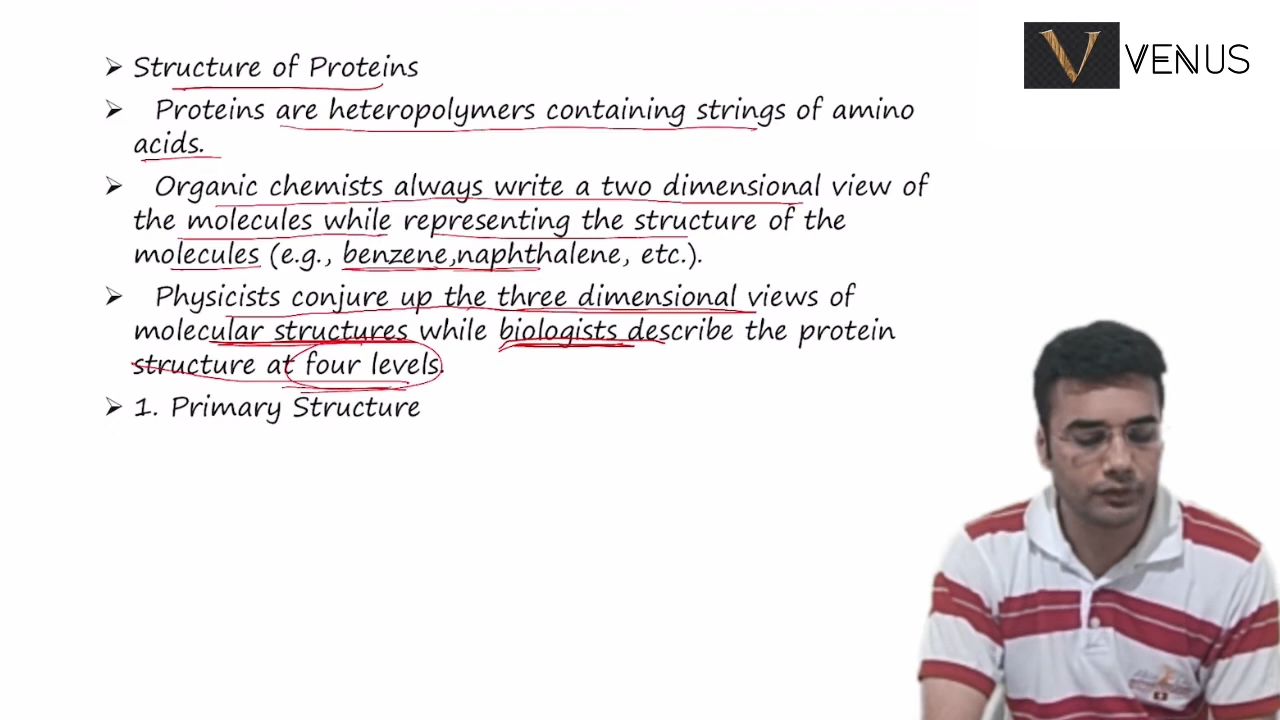 V VENUS
➢ Structure of Proteins
➢ Proteins are heteropolymers containing strings of amino
acids.
➢ Organic chemists always write a two dimensional view of
the molecules while representing the structure of the
molecules (e.g., benzene,naphthalene, etc.).
➢ Physicists conjure up the three dimensional views of
molecular structures while biologists describe the protein
structure at four levels.
➢ 1. Primary Structure